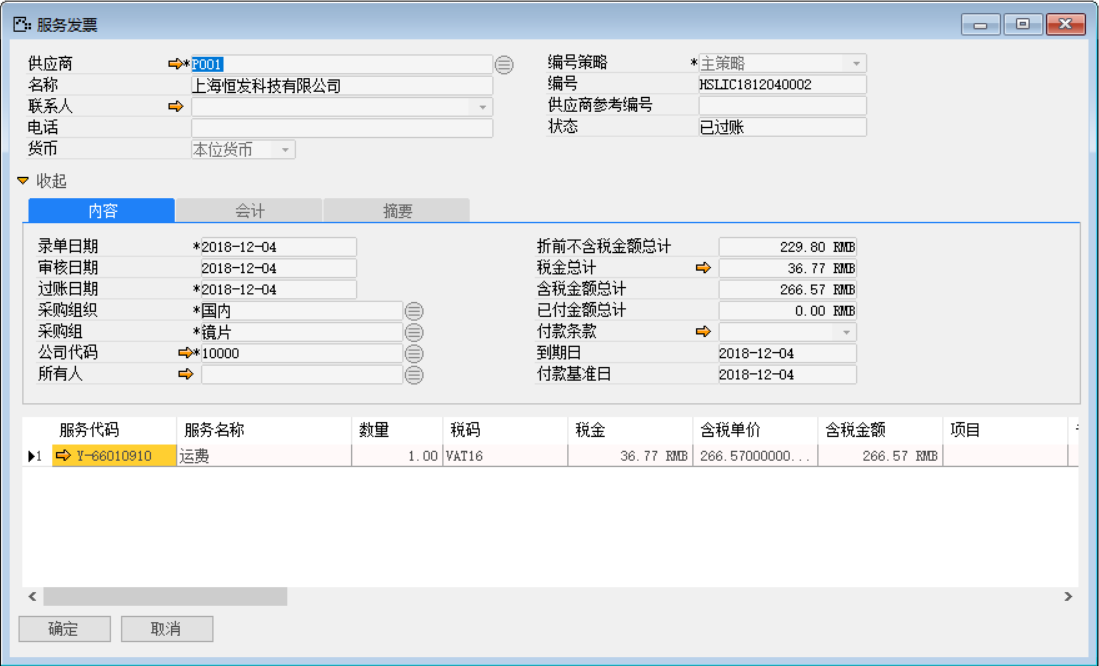 服务发票
供应商 *P001 编号策略 *主策略
名称 上海恒发科技有限公司 编号 HSLIC1812040002
联系人 供应商参考编号
电话 状态 已过账
货币 本位货币
收起
内容 会计 摘要
录单日期 *2018-12-04 折前不含税金额总计 229.80 RMB
审核日期 2018-12-04 税金总计 36.77 RMB
过账日期 *2018-12-04 含税金额总计 266.57 RMB
采购组织 *国内 已付金额总计 0.00 RMB
采购组 *镜片 付款条款
公司代码 *10000 到期日 2018-12-04
所有人 付款基准日 2018-12-04
服务代码 服务名称 数量 税码 税金 含税单价 含税金额 项目
1 Y-66010910 运费 1.00 VAT16 36.77 RMB 266.57000000... 266.57 RMB
确定 取消